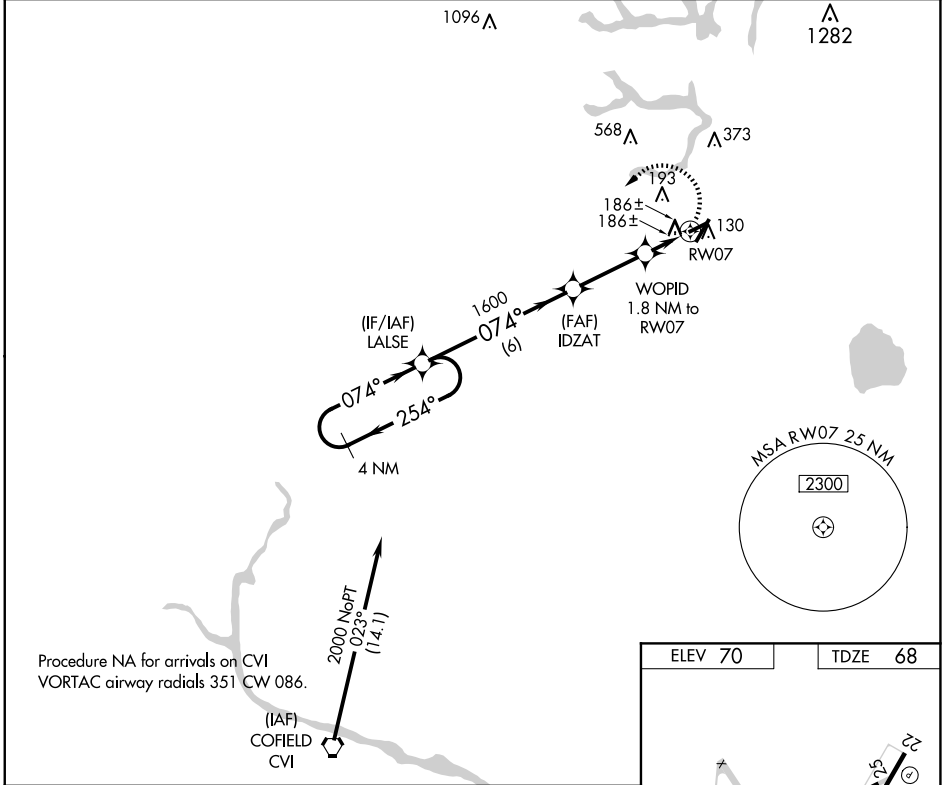 1096
1282
568
373
193
186±
186±
130
RW07
WOPID
1.8 NM to
RW07
1600
074°
(6)
(FAF)
IDZAT
(IF/IAF)
LALSE
074°
254°
4 NM
MSA RW07 25 NM
2300
2000 NoPT
023°
(14.1)
Procedure NA for arrivals on CVI
VORTAC airway radials 351 CW 086.
(IAF)
COFIELD
CVI
ELEV 70
TDZE 68
22
25
P